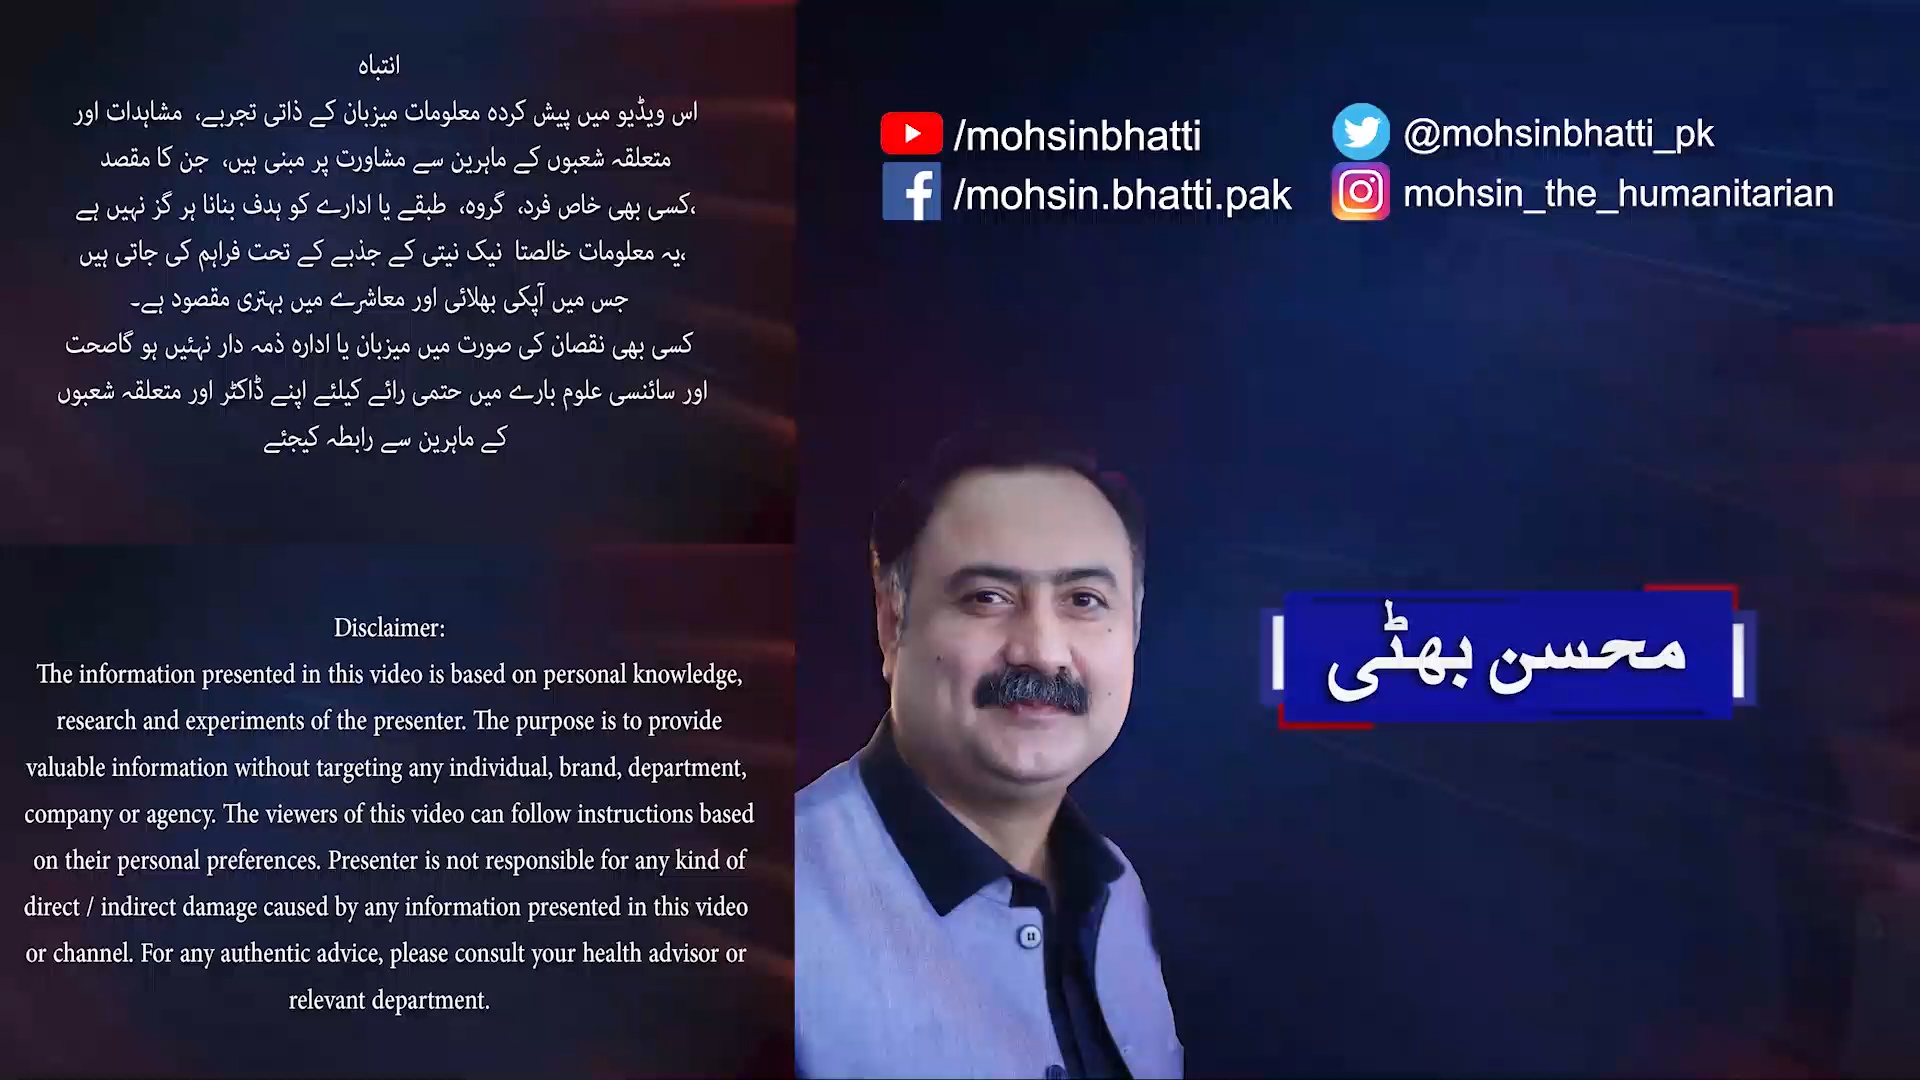 انتباہ
اس ویڈیو میں پیش کردہ معلومات میزبان کے ذاتی تجربے، مشاہدات اور
متعلقہ شعبوں کے ماہرین سے مشاورت پر مبنی ہیں، جن کا مقصد
کسی بھی خاص فرد، گروہ، طبقے یا ادارے کو ہدف بنانا ہر گز نہیں ہے،
یہ معلومات خالصتا نیک نیتی کے جذبے کے تحت فراہم کی جاتی ہیں،
جس میں آپکی بھلائی اور معاشرے میں بہتری مقصود ہے۔
کسی بھی نقصان کی صورت میں میزبان یا ادارہ ذمہ دار نہئیں ہو گاصحت
اور سائنسی علوم بارے میں حتمی رائے کیلئے اپنے ڈاکٹر اور متعلقہ شعبوں
کے ماہرین سے رابطہ کیجئے
Disclaimer:
The information presented in this video is based on personal knowledge,
research and experiments of the presenter. The purpose is to provide
valuable information without targeting any individual, brand, department,
company or agency. The viewers of this video can follow instructions based
on their personal preferences. Presenter is not responsible for any kind of
direct / indirect damage caused by any information presented in this video
or channel. For any authentic advice, please consult your health advisor or
relevant department.
/mohsinbhatti
@mohsinbhatti_pk
/mohsin.bhatti.pak
mohsin_the_humanitarian
محسن بھٹی